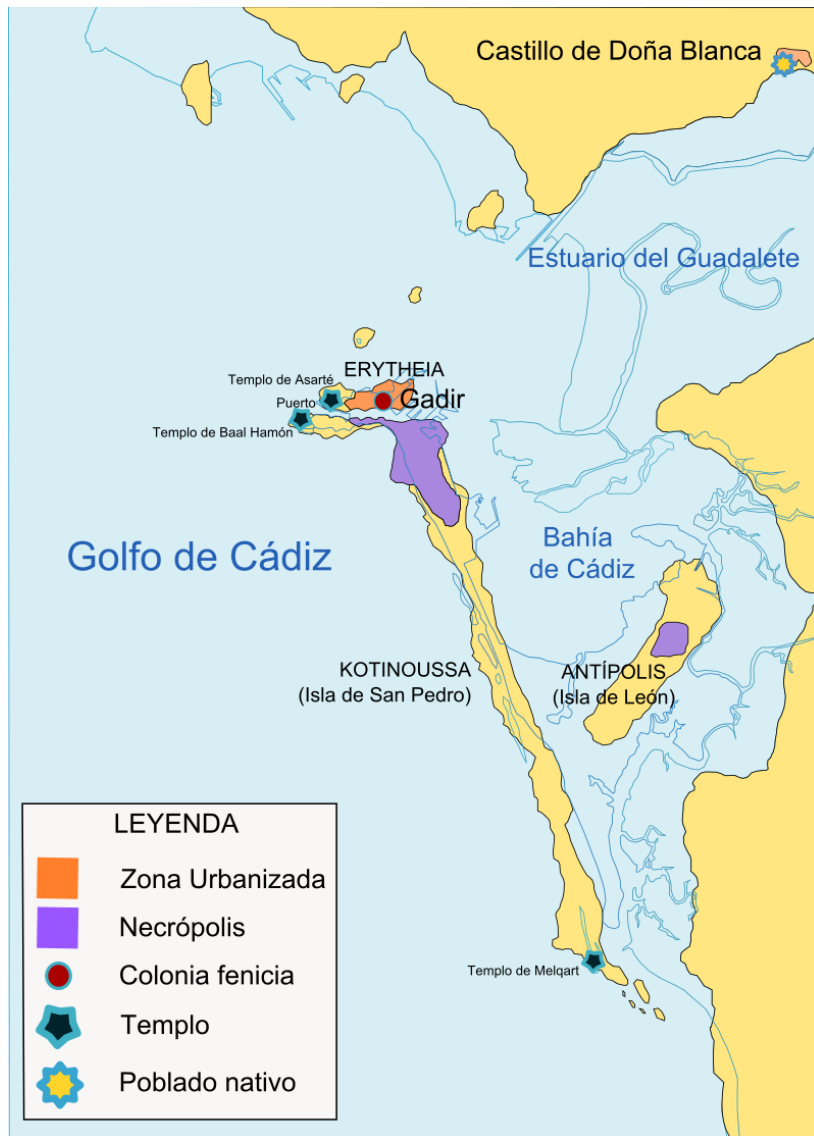 Castillo de Doña Blanca
Estuario del Guadalete
ERYTHEIA
Templo de Asarté
Puerto
Gadir
Templo de Baal Hamón
Golfo de Cádiz
Bahía
de Cádiz
KOTINOUSSA
(Isla de San Pedro)
ANTÍPOLIS
(Isla de León)
Templo de Melqart
LEYENDA
Zona Urbanizada
Necrópolis
Colonia fenicia
Templo
Poblado nativo